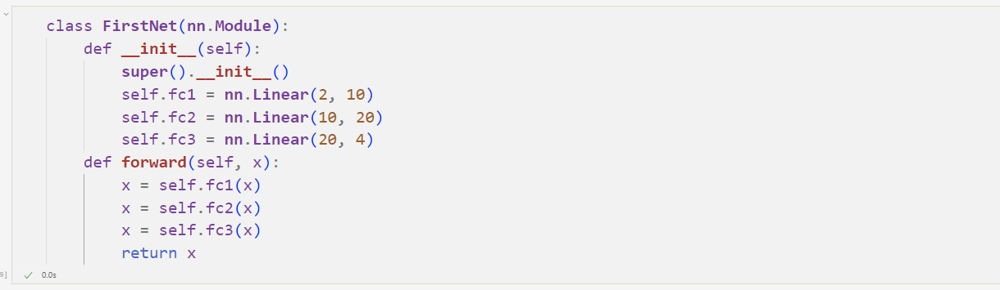 class FirstNet(nn.Module):
    def __init__(self):
        super().__init__()
        self.fc1 = nn.Linear(2, 10)
        self.fc2 = nn.Linear(10, 20)
        self.fc3 = nn.Linear(20, 4)
    def forward(self, x):
        x = self.fc1(x)
        x = self.fc2(x)
        x = self.fc3(x)
        return x
9] ✓ 0.0s